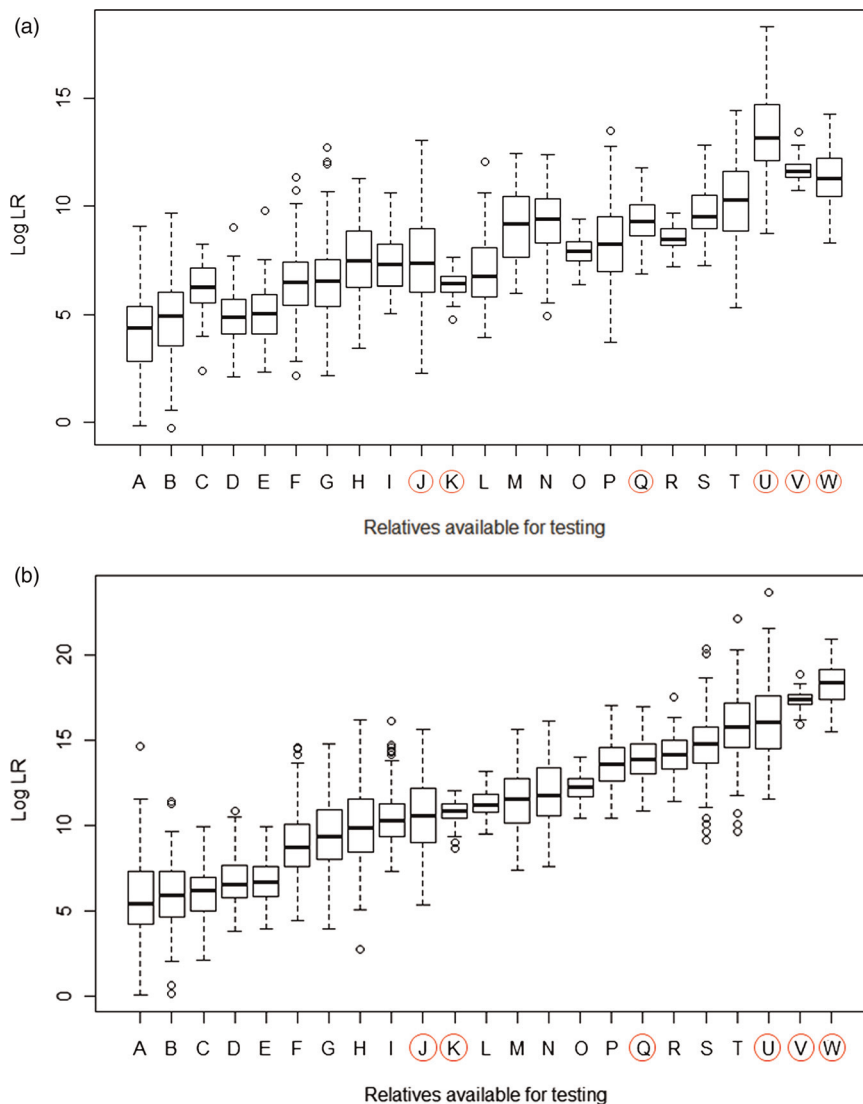 (a)
Log LR
15
10
5
0
A B C D E F G H I J K L M N O P Q R S T U V W
Relatives available for testing
(b)
Log LR
20
15
10
5
0
A B C D E F G H I J K L M N O P Q R S T U V W
Relatives available for testing